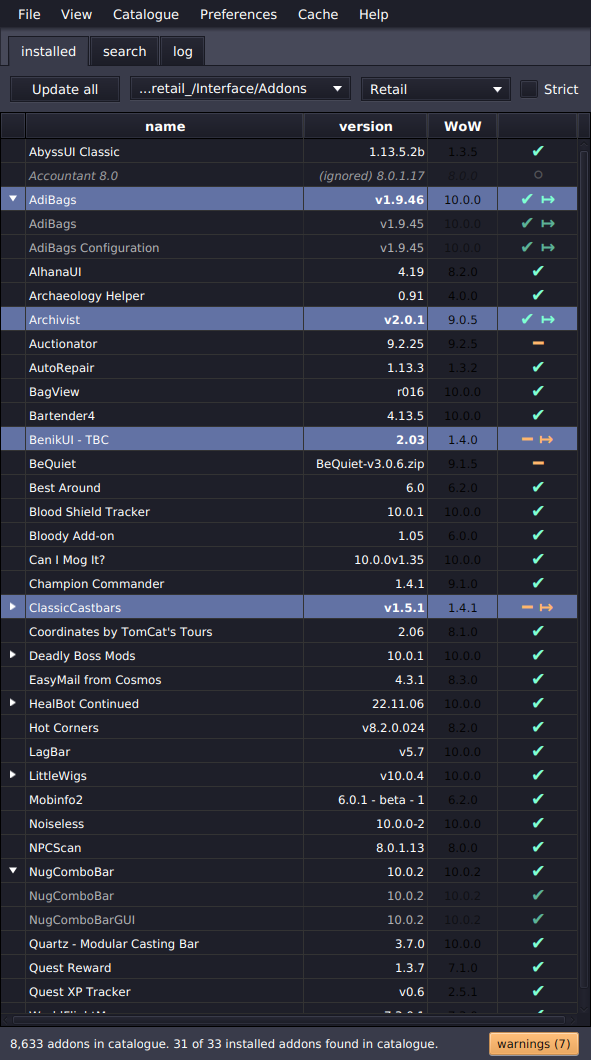 File View Catalogue Preferences Cache Help
installed search log
Update all ...retail_/Interface/Addons Retail Strict
name version WoW
AbyssUI Classic 1.13.5.2b 1.3.5
Accountant 8.0 (ignored) 8.0.1.17 8.0.0
AdiBags v1.9.46 10.0.0
AdiBags v1.9.45 10.0.0
AdiBags Configuration v1.9.45 10.0.0
AlhanaUI 4.19 8.2.0
Archaeology Helper 0.91 4.0.0
Archivist v2.0.1 9.0.5
Auctionator 9.2.25 9.2.5
AutoRepair 1.13.3 1.3.2
BagView r016 10.0.0
Bartender4 4.13.5 10.0.0
BenikUI - TBC 2.03 1.4.0
BeQuiet BeQuiet-v3.0.6.zip 9.1.5
Best Around 6.0 6.2.0
Blood Shield Tracker 10.0.1 10.0.0
Bloody Add-on 1.05 6.0.0
Can I Mog It? 10.0.0v1.35 10.0.0
Champion Commander 1.4.1 9.1.0
ClassicCastbars v1.5.1 1.4.1
Coordinates by TomCat's Tours 2.06 8.1.0
Deadly Boss Mods 10.0.1 10.0.0
EasyMail from Cosmos 4.3.1 8.3.0
HealBot Continued 22.11.06 10.0.0
Hot Corners v8.2.0.024 8.2.0
LagBar v5.7 10.0.0
LittleWigs v10.0.4 10.0.0
Mobinfo2 6.0.1 - beta - 1 6.2.0
Noiseless 10.0.0-2 10.0.0
NPCScan 8.0.1.13 8.0.0
NugComboBar 10.0.2 10.0.2
NugComboBar 10.0.2 10.0.2
NugComboBarGUI 10.0.2 10.0.2
Quartz - Modular Casting Bar 3.7.0 10.0.0
Quest Reward 1.3.7 7.1.0
Quest XP Tracker v0.6 2.5.1
8,633 addons in catalogue. 31 of 33 installed addons found in catalogue. warnings (7)